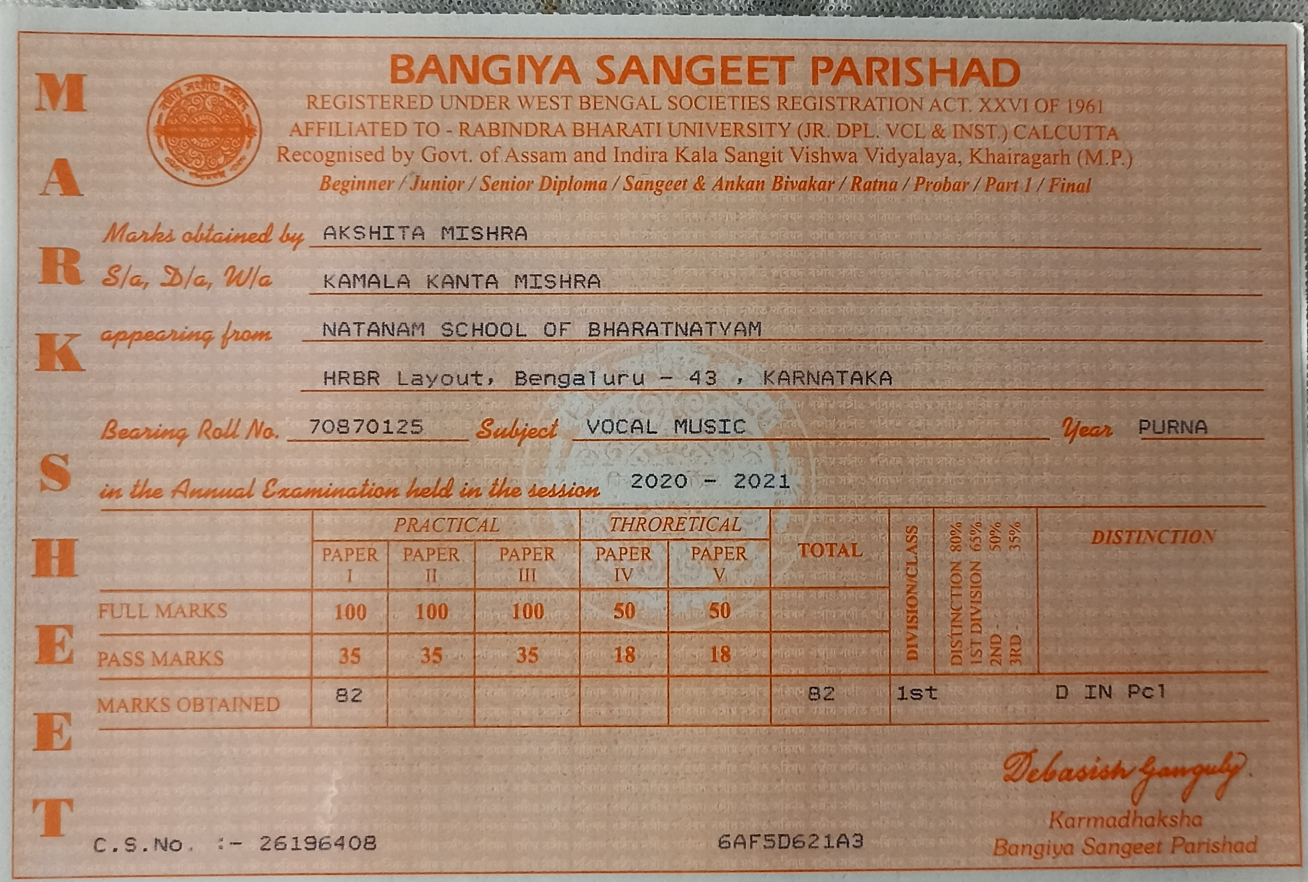 MARK SHEET
BANGIYA SANGEET PARISHAD
REGISTERED UNDER WEST BENGAL SOCIETIES REGISTRATION ACT. XXVI OF 1961
AFFILIATED TO - RABINDRA BHARATI UNIVERSITY (JR. DPL. VCL & INST.) CALCUTTA
Recognised by Govt. of Assam and Indira Kala Sangit Vishwa Vidyalaya, Khairagarh (M.P.)
Beginner / Junior / Senior Diploma / Sangeet & Ankan Bivakar / Ratna / Probar / Part 1 / Final
Marks obtained by AKSHITA MISHRA
S/a, D/a, W/a KAMALA KANTA MISHRA
appearing from NATANAM SCHOOL OF BHARATNATYAM
HRBR Layout, Bengaluru - 43 , KARNATAKA
Bearing Roll No. 70870125 Subject VOCAL MUSIC Year PURNA
in the Annual Examination held in the session 2020 - 2021
PRACTICAL THRORETICAL TOTAL DIVISION/CLASS DISTINCTION 80% 1ST DIVISION 65% 2ND - 50% 3RD - 35% DISTINCTION
PAPER I PAPER II PAPER III PAPER IV PAPER V
FULL MARKS 100 100 100 50 50
PASS MARKS 35 35 35 18 18
MARKS OBTAINED 82 82 1st D IN Pcl
Debasish Ganguly.
Karmadhaksha
Bangiya Sangeet Parishad
C.S.No. :- 26196408 6AF5D621A3